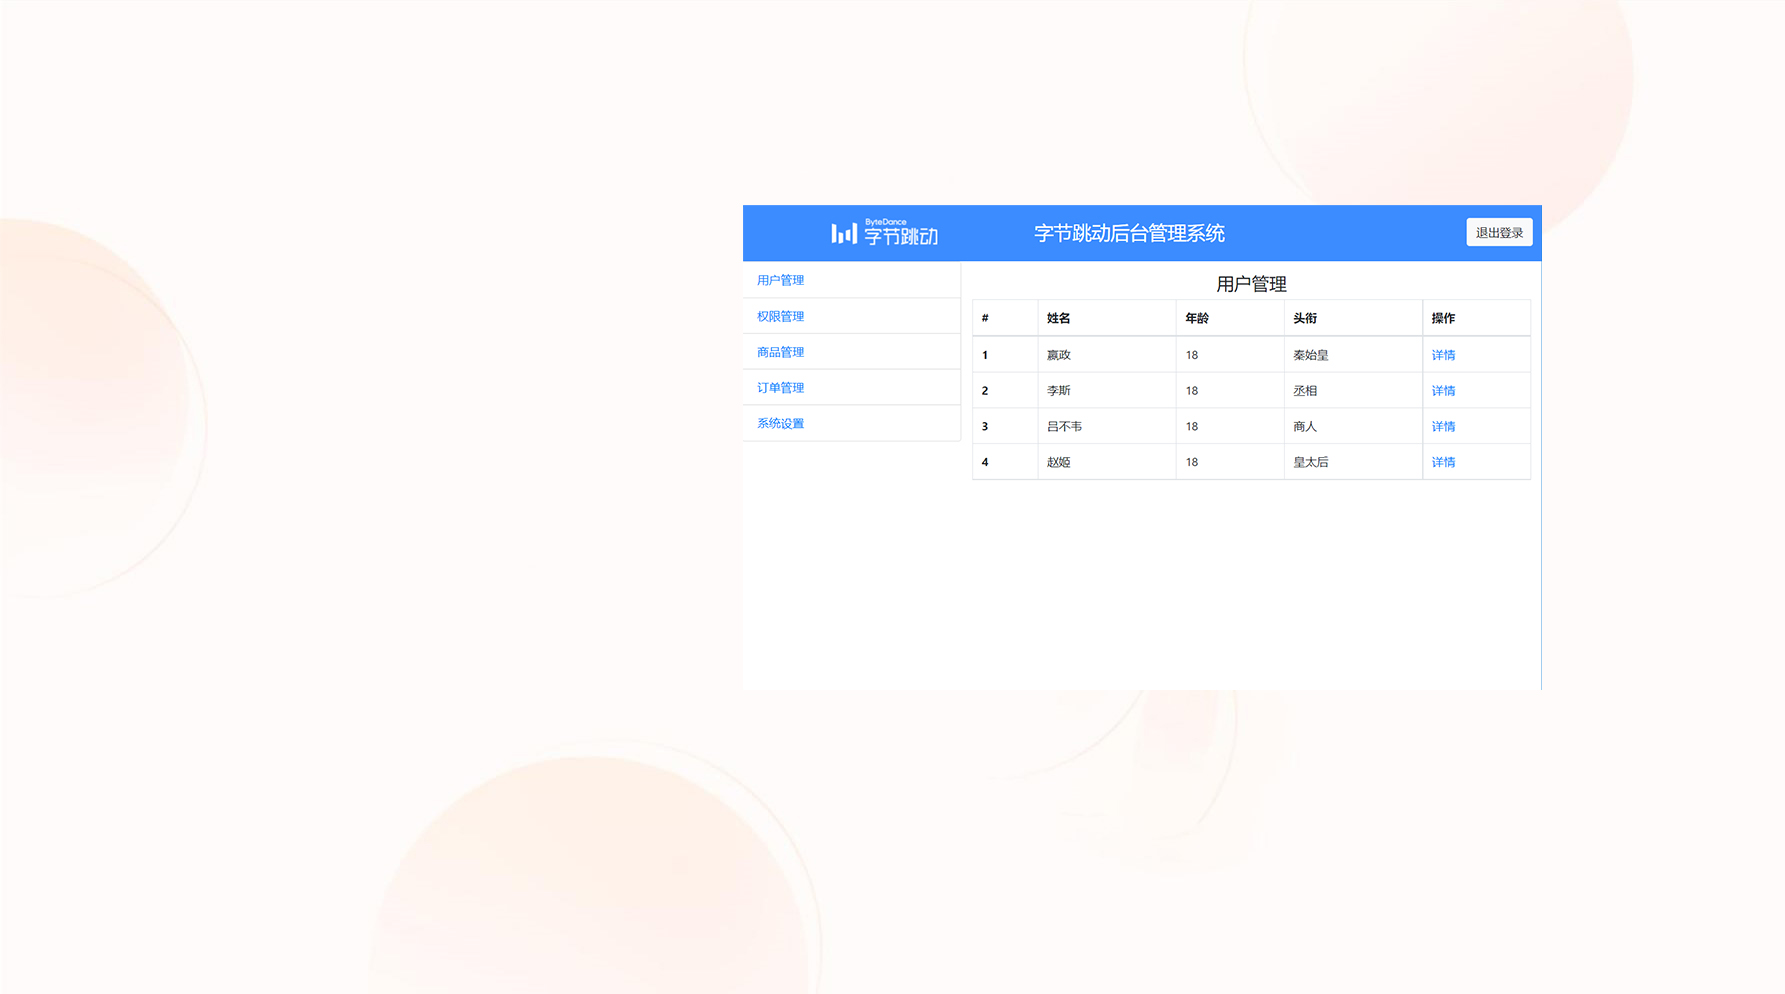 ByteDance
字节跳动
字节跳动后台管理系统
退出登录
用户管理
权限管理
商品管理
订单管理
系统设置
用户管理
# 姓名 年龄 头衔 操作
1 嬴政 18 秦始皇 详情
2 李斯 18 丞相 详情
3 吕不韦 18 商人 详情
4 赵姬 18 皇太后 详情